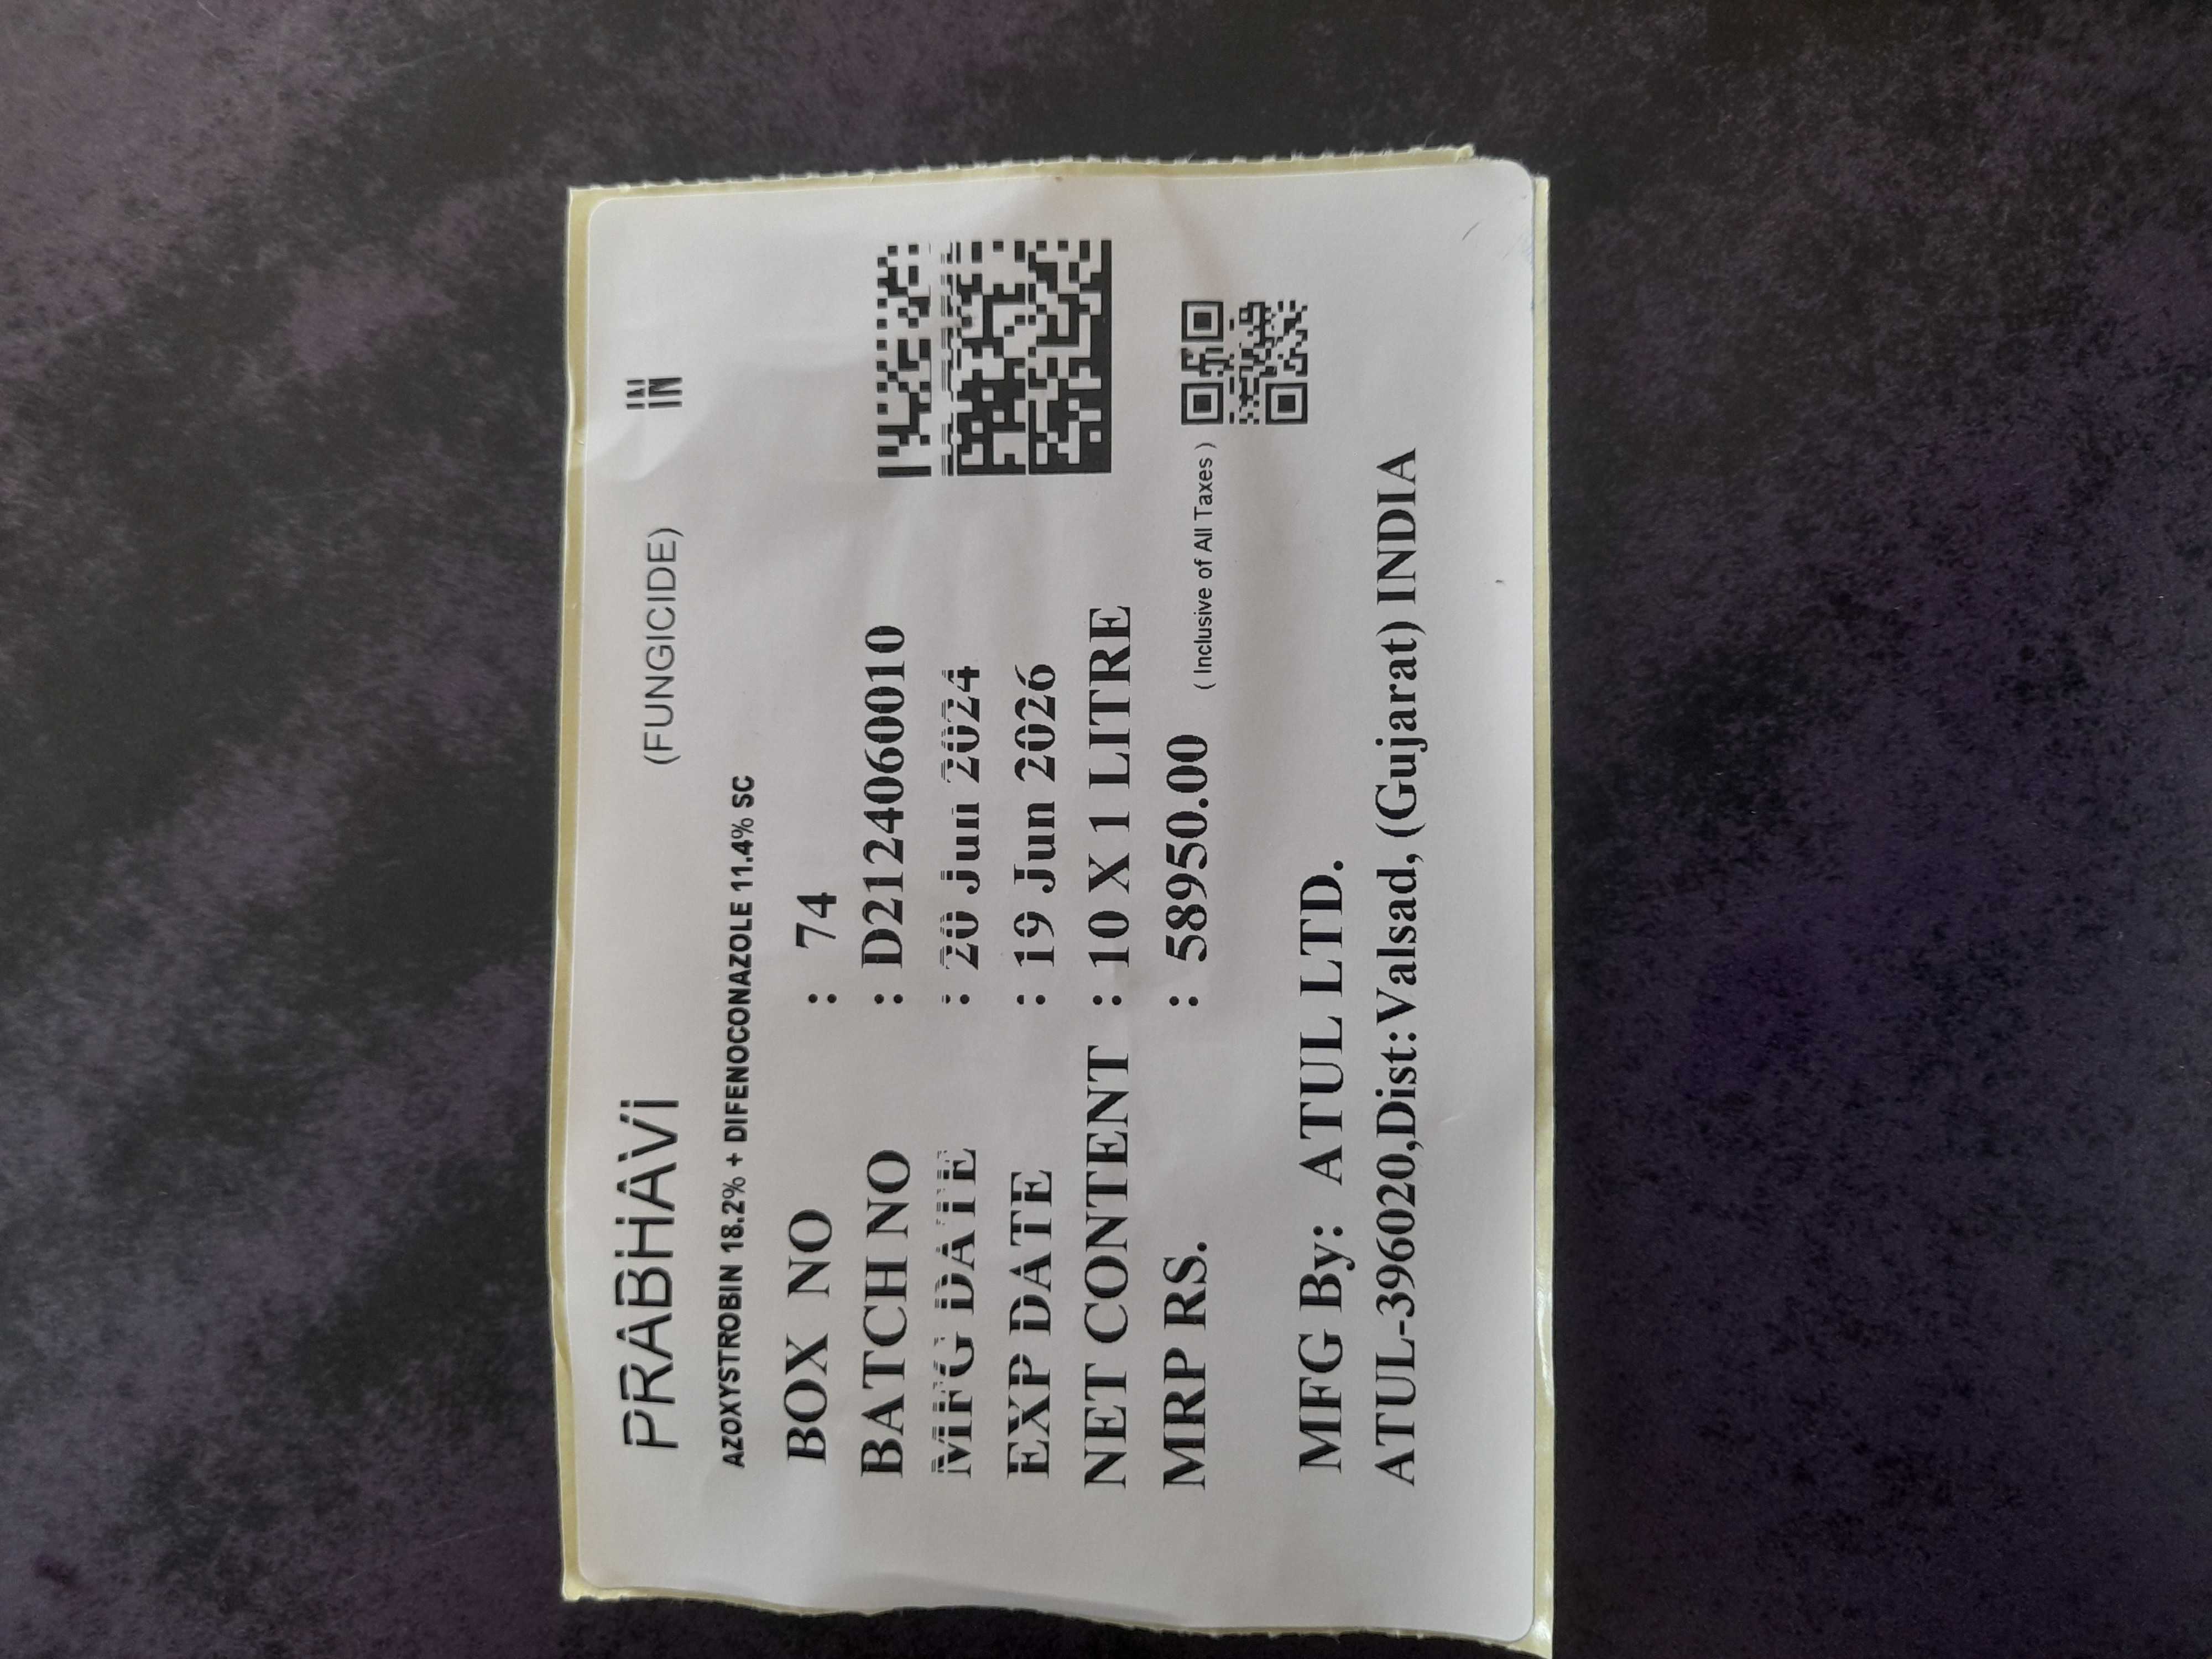 PRABHAVI (FUNGICIDE) IN
AZOXYSTROBIN 18.2% + DIFENOCONAZOLE 11.4% SC
BOX NO : 74
BATCH NO : D2124060010
MFG DATE : 20 Jun 2024
EXP DATE : 19 Jun 2026
NET CONTENT : 10 X 1 LITRE
MRP RS. : 58950.00 ( Inclusive of All Taxes )
MFG By: ATUL LTD.
ATUL-396020,Dist:Valsad, (Gujarat) INDIA